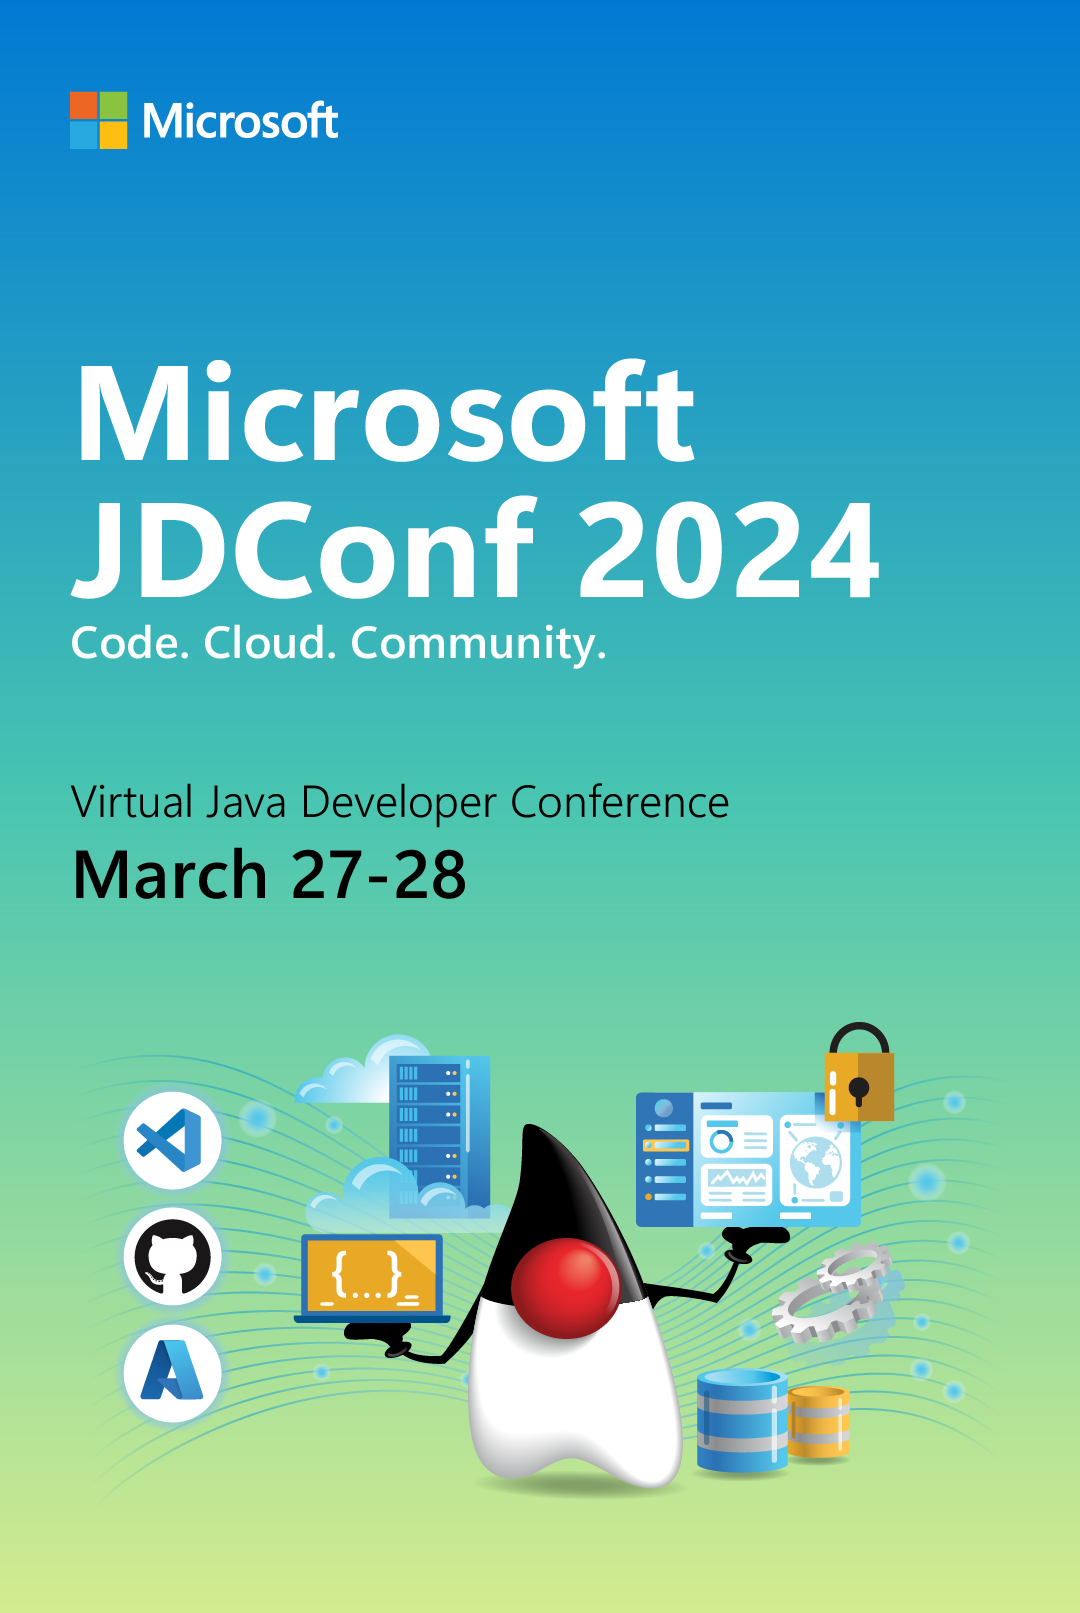 Microsoft
Microsoft
JDConf 2024
Code. Cloud. Community.
Virtual Java Developer Conference
March 27-28
{....}